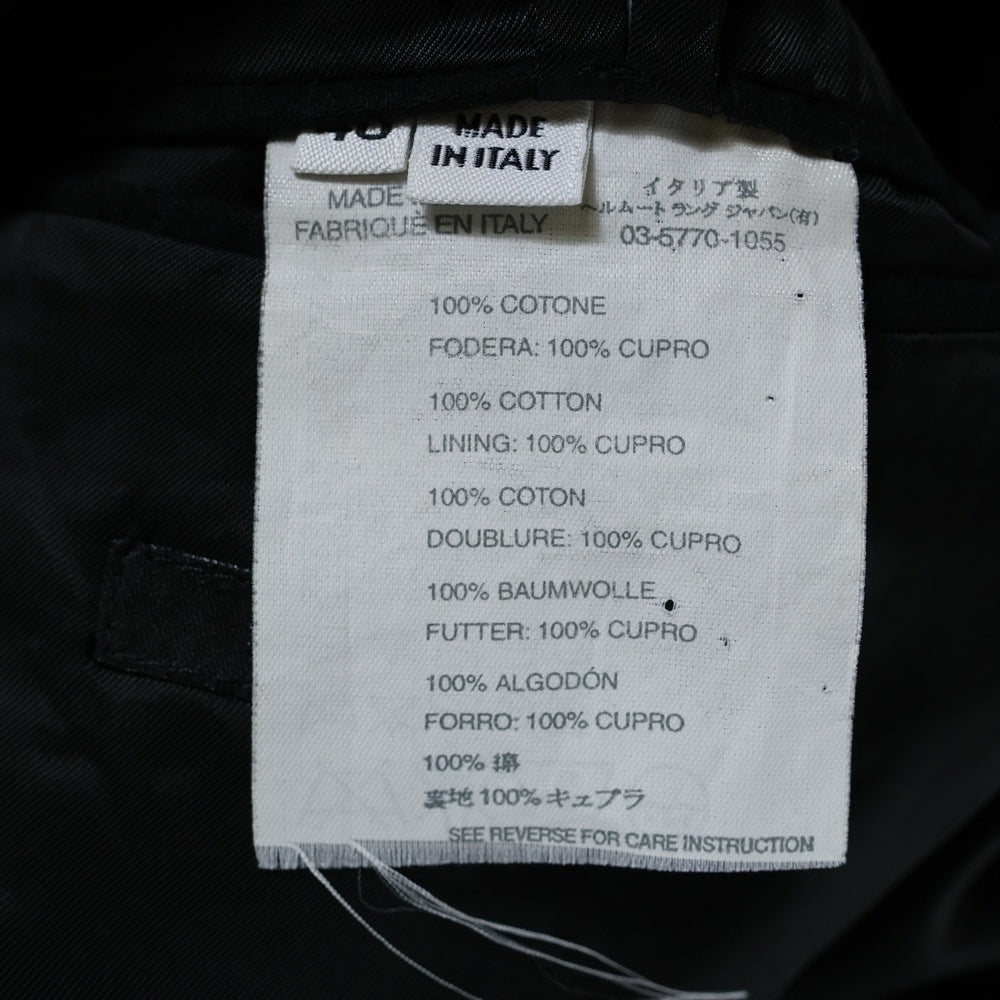 MADE
IN ITALY
MADE
FABRIQUÉ EN ITALY
イタリア製
ヘルムート ラング ジャパン(有)
03-5770-1055
100% COTONE
FODERA: 100% CUPRO
100% COTTON
LINING: 100% CUPRO
100% COTON
DOUBLURE: 100% CUPRO
100% BAUMWOLLE
FUTTER: 100% CUPRO
100% ALGODÓN
FORRO: 100% CUPRO
100% 綿
裏地 100% キュプラ
SEE REVERSE FOR CARE INSTRUCTION